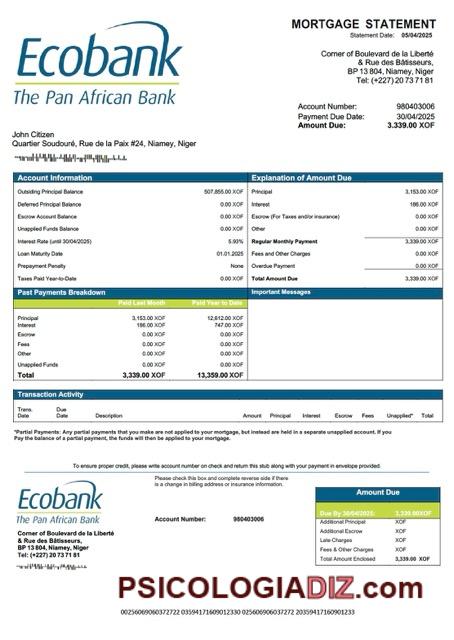 Ecobank
The Pan African Bank
MORTGAGE STATEMENT
Statement Date: 05/04/2025
Corner of Boulevard de la Liberté
& Rue des Bâtisseurs,
BP 13 804, Niamey, Niger
Tel: (+227) 20 73 71 81
Account Number: 980403006
Payment Due Date: 30/04/2025
Amount Due: 3.339.00 XOF
John Citizen
Quartier Soudouré, Rue de la Paix #24, Niamey, Niger
Account Information
Outsiding Principal Balance 507,855.00 XOF
Deferred Principal Balance 0.00 XOF
Escrow Account Balance 0.00 XOF
Unapplied Funds Balance 0.00 XOF
Interest Rate (until 30/04/2025) 5.93%
Loan Maturity Date 01.01.2025
Prepayment Penalty None
Taxes Paid Year-to-Date 0.00 XOF
Explanation of Amount Due
Principal 3,153.00 XOF
Interest 186.00 XOF
Escrow (For Taxes and/or insurance) 0.00 XOF
Other 0.00 XOF
Regular Monthly Payment 3,339.00 XOF
Fees and Other Charges 0.00 XOF
Overdue Payment 0.00 XOF
Total Amount Due 3,339.00 XOF
Past Payments Breakdown
Paid Last Month Paid Year to Date
Principal 3,153.00 XOF 12,612.00 XOF
Interest 186.00 XOF 747.00 XOF
Escrow 0.00 XOF 0.00 XOF
Fees 0.00 XOF 0.00 XOF
Other 0.00 XOF 0.00 XOF
Unapplied Funds 0.00 XOF 0.00 XOF
Total 3,339.00 XOF 13,359.00 XOF
Important Messages
Transaction Activity
Trans. Date Due Date Description Amount Principal Interest Escrow Fees Unapplied* Total
*Partial Payments: Any partial payments that you make are not applied to your mortgage, but instead are held in a separate unapplied account. If you
Pay the balance of a partial payment, the funds will then be applied to your mortgage.
To ensure proper credit, please write account number on check and return this stub along with your payment in envelope provided.
Ecobank
The Pan African Bank
Corner of Boulevard de la Liberté
& Rue des Bâtisseurs,
BP 13 804, Niamey, Niger
Tel: (+227) 20 73 71 81
Please check this box and complete reverse side if there
is a change in billing address or insurance information.
Account Number: 980403006
Amount Due
Due By 30/04/2025: 3,339.00XOF
Additional Principal XOF
Additional Escrow XOF
Late Charges XOF
Fees & Other Charges XOF
Total Amount Enclosed 3,339.00 XOF
PSICOLOGIADIZ.com
00256069060372722 03594171609012330 0256069060372722 20359417160901233